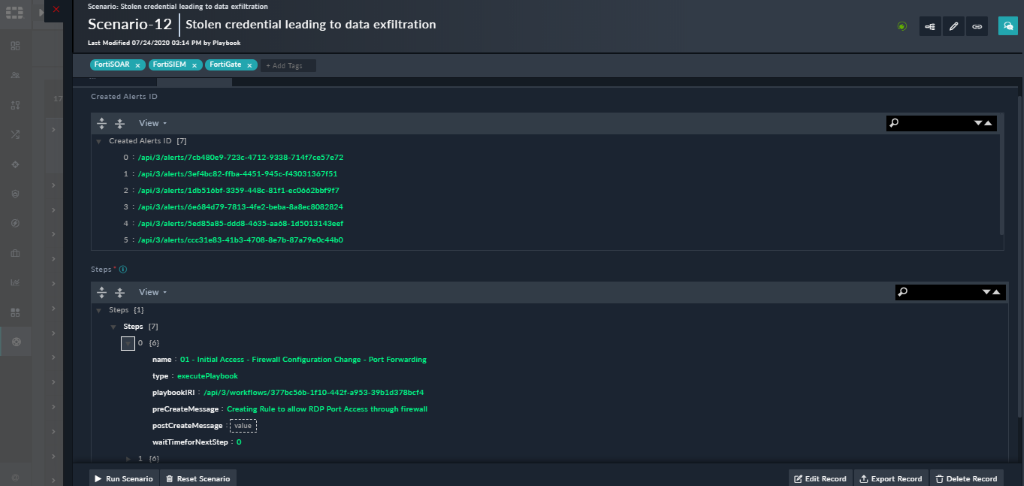 Scenario: Stolen credential leading to data exfiltration
Scenario-12 Stolen credential leading to data exfiltration
Last Modified 07/24/2020 03:14 PM by Playbook
FortiSOAR x FortiSIEM x FortiGate x + Add Tags
17
Created Alerts ID
View
Created Alerts ID [7]
0 : /api/3/alerts/7cb480e9-723c-4712-9338-714f7ce57e72
1 : /api/3/alerts/3ef4bc82-ffba-4451-945c-f43031367f51
2 : /api/3/alerts/1db516bf-3359-448c-81f1-ec0662bbf9f7
3 : /api/3/alerts/6e684d79-7813-4fe2-beba-8a8ec8082824
4 : /api/3/alerts/5ed85a85-ddd8-4635-aa68-1d5013143eef
5 : /api/3/alerts/ccc31e83-41b3-4708-8e7b-87a79e0c44b0
Steps *
View
Steps [1]
Steps [7]
0 {6}
name : 01 - Initial Access - Firewall Configuration Change - Port Forwarding
type : executePlaybook
playbookIRI : /api/3/workflows/377bc56b-1f10-442f-a953-39b1d378bcf4
preCreateMessage : Creating Rule to allow RDP Port Access through firewall
postCreateMessage : value
waitTimeforNextStep : 0
1 {6}
Run Scenario Reset Scenario Edit Record Export Record Delete Record